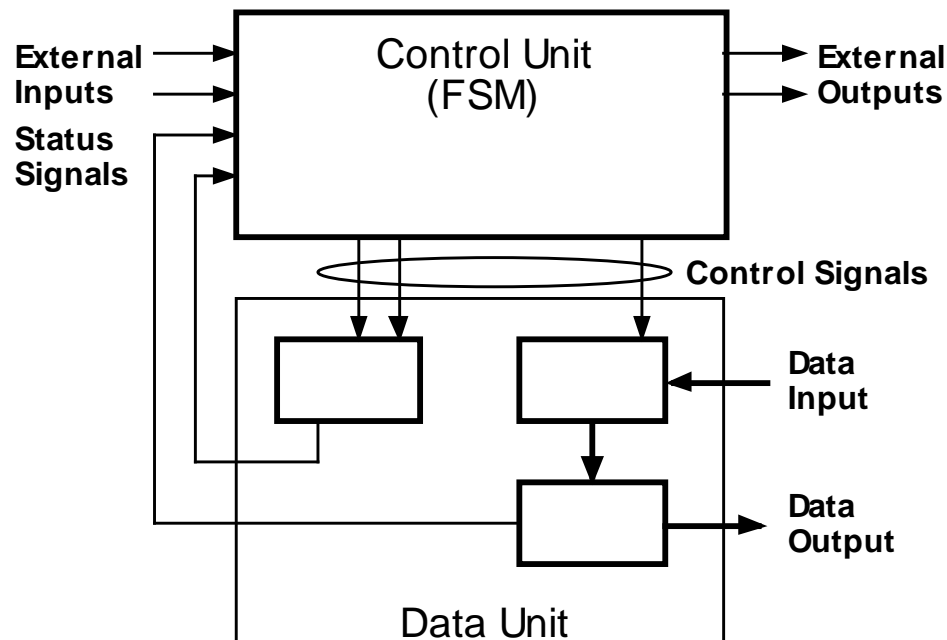 Control Unit
(FSM)
External
Inputs
Status
Signals
External
Outputs
Control Signals
Data
Input
Data
Output
Data Unit